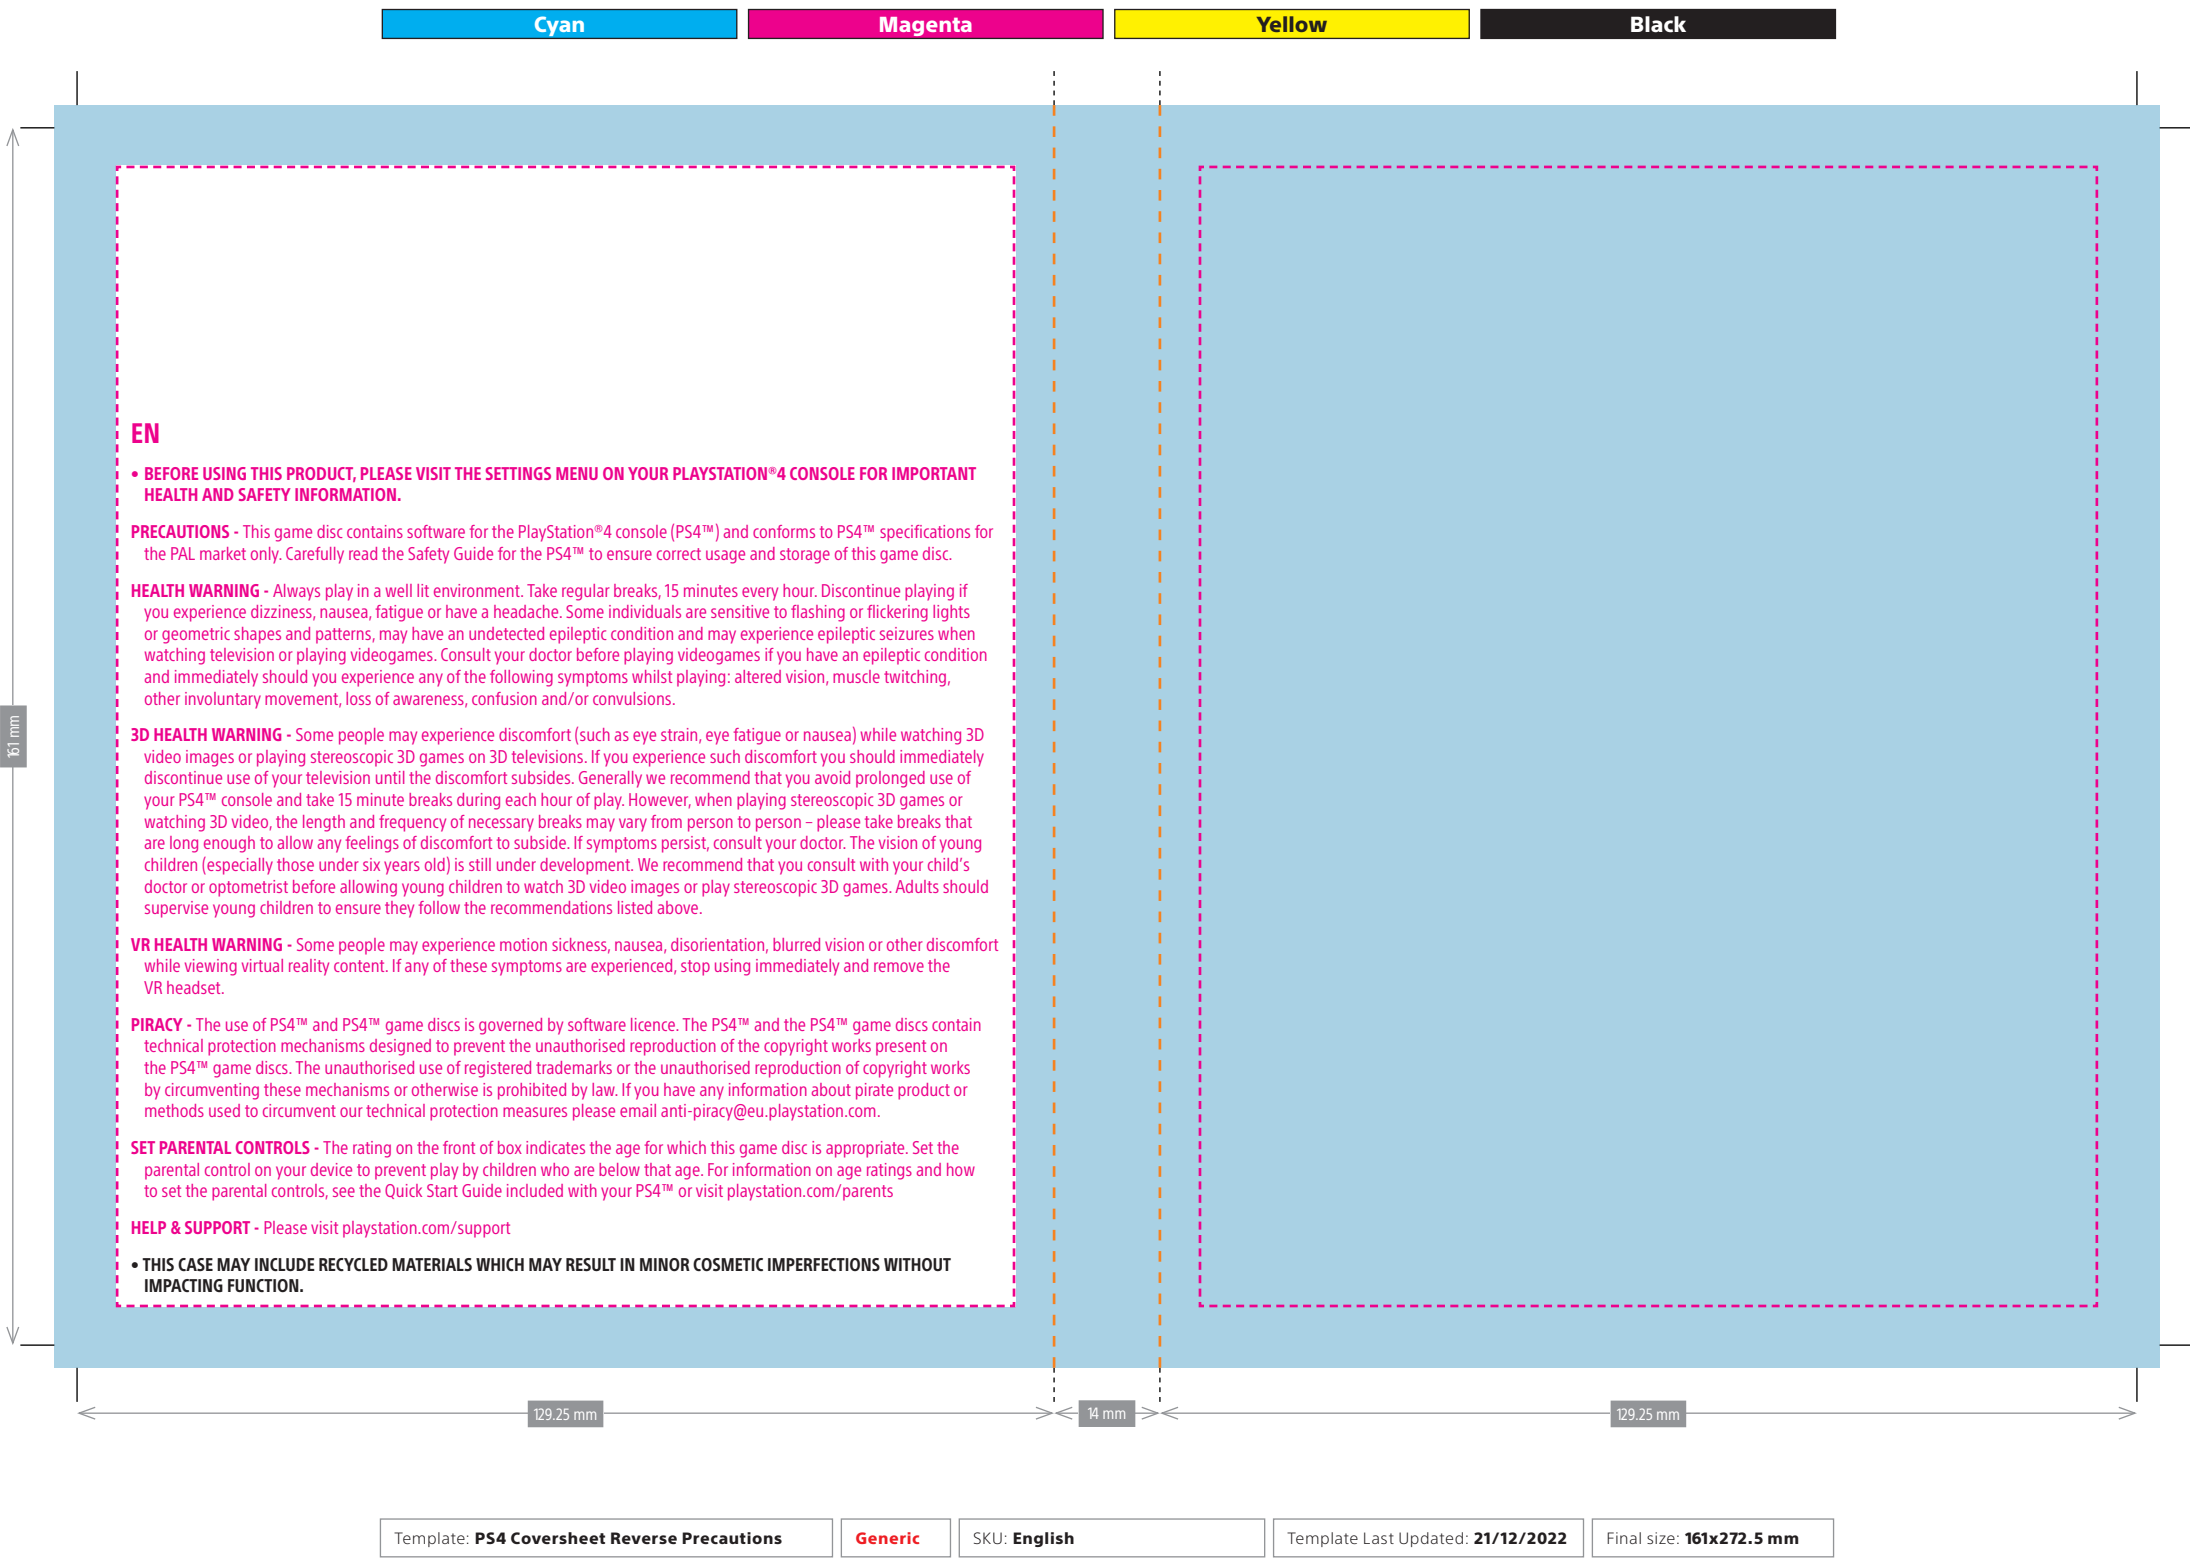 Cyan Magenta Yellow Black
EN
• BEFORE USING THIS PRODUCT, PLEASE VISIT THE SETTINGS MENU ON YOUR PLAYSTATION®4 CONSOLE FOR IMPORTANT
HEALTH AND SAFETY INFORMATION.
PRECAUTIONS - This game disc contains software for the PlayStation®4 console (PS4™) and conforms to PS4™ specifications for
the PAL market only. Carefully read the Safety Guide for the PS4™ to ensure correct usage and storage of this game disc.
HEALTH WARNING - Always play in a well lit environment. Take regular breaks, 15 minutes every hour. Discontinue playing if
you experience dizziness, nausea, fatigue or have a headache. Some individuals are sensitive to flashing or flickering lights
or geometric shapes and patterns, may have an undetected epileptic condition and may experience epileptic seizures when
watching television or playing videogames. Consult your doctor before playing videogames if you have an epileptic condition
and immediately should you experience any of the following symptoms whilst playing: altered vision, muscle twitching,
other involuntary movement, loss of awareness, confusion and/or convulsions.
3D HEALTH WARNING - Some people may experience discomfort (such as eye strain, eye fatigue or nausea) while watching 3D
video images or playing stereoscopic 3D games on 3D televisions. If you experience such discomfort you should immediately
discontinue use of your television until the discomfort subsides. Generally we recommend that you avoid prolonged use of
your PS4™ console and take 15 minute breaks during each hour of play. However, when playing stereoscopic 3D games or
watching 3D video, the length and frequency of necessary breaks may vary from person to person – please take breaks that
are long enough to allow any feelings of discomfort to subside. If symptoms persist, consult your doctor. The vision of young
children (especially those under six years old) is still under development. We recommend that you consult with your child's
doctor or optometrist before allowing young children to watch 3D video images or play stereoscopic 3D games. Adults should
supervise young children to ensure they follow the recommendations listed above.
VR HEALTH WARNING - Some people may experience motion sickness, nausea, disorientation, blurred vision or other discomfort
while viewing virtual reality content. If any of these symptoms are experienced, stop using immediately and remove the
VR headset.
PIRACY - The use of PS4™ and PS4™ game discs is governed by software licence. The PS4™ and the PS4™ game discs contain
technical protection mechanisms designed to prevent the unauthorised reproduction of the copyright works present on
the PS4™ game discs. The unauthorised use of registered trademarks or the unauthorised reproduction of copyright works
by circumventing these mechanisms or otherwise is prohibited by law. If you have any information about pirate product or
methods used to circumvent our technical protection measures please email anti-piracy@eu.playstation.com.
SET PARENTAL CONTROLS - The rating on the front of box indicates the age for which this game disc is appropriate. Set the
parental control on your device to prevent play by children who are below that age. For information on age ratings and how
to set the parental controls, see the Quick Start Guide included with your PS4™ or visit playstation.com/parents
HELP & SUPPORT - Please visit playstation.com/support
• THIS CASE MAY INCLUDE RECYCLED MATERIALS WHICH MAY RESULT IN MINOR COSMETIC IMPERFECTIONS WITHOUT
IMPACTING FUNCTION.
161 mm
129.25 mm 14 mm 129.25 mm
Template: PS4 Coversheet Reverse Precautions Generic SKU: English Template Last Updated: 21/12/2022 Final size: 161x272.5 mm